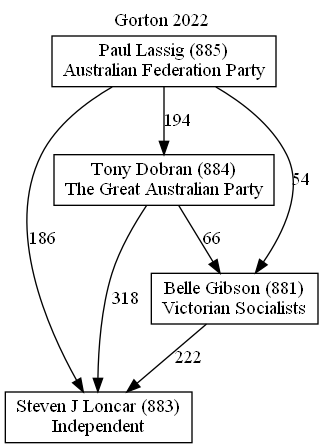 Gorton 2022
Paul Lassig (885)
Australian Federation Party
194
Tony Dobran (884)
The Great Australian Party
54
186
66
318
Belle Gibson (881)
Victorian Socialists
222
Steven J Loncar (883)
Independent